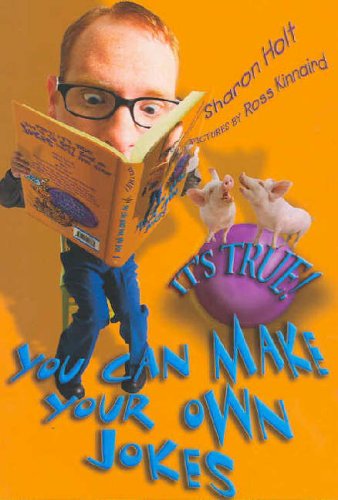 Sharon Holt
PICTURES BY Ross Kinnaird
IT'S TRUE!
YOU CAN MAKE
YOUR OWN
JOKES